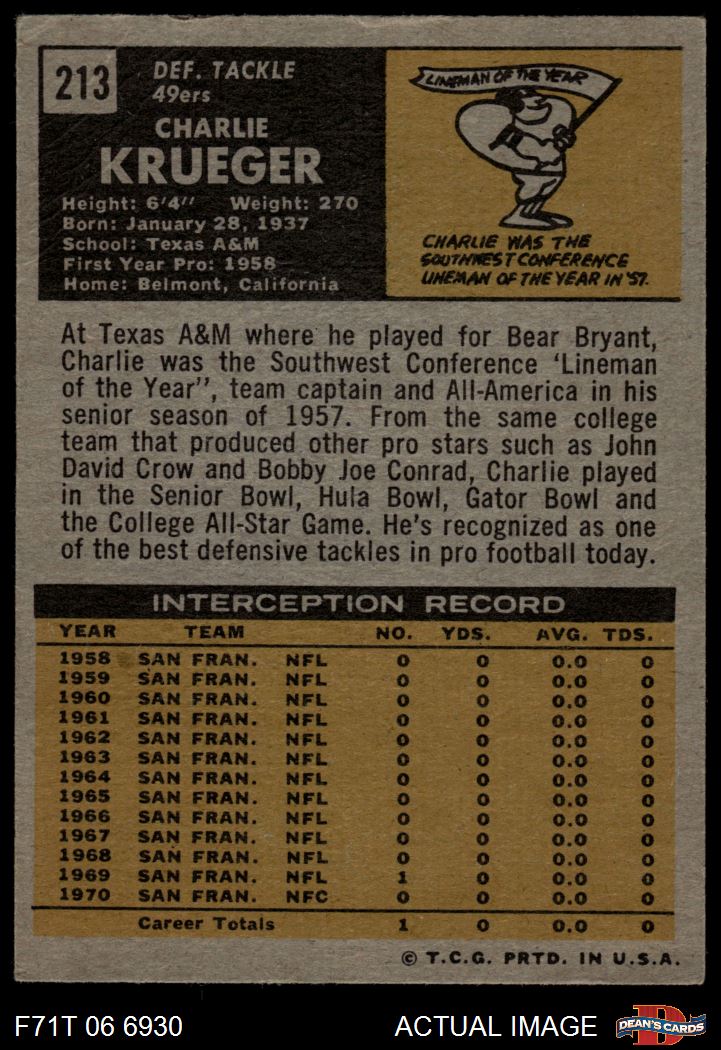 213
DEF. TACKLE
49ers
CHARLIE
KRUEGER
Height: 6'4" Weight: 270
Born: January 28, 1937
School: Texas A&M
First Year Pro: 1958
Home: Belmont, California
LINEMAN OF THE YEAR
CHARLIE WAS THE
SOUTHWEST CONFERENCE
LINEMAN OF THE YEAR IN '57.
At Texas A&M where he played for Bear Bryant,
Charlie was the Southwest Conference 'Lineman
of the Year", team captain and All-America in his
senior season of 1957. From the same college
team that produced other pro stars such as John
David Crow and Bobby Joe Conrad, Charlie played
in the Senior Bowl, Hula Bowl, Gator Bowl and
the College All-Star Game. He's recognized as one
of the best defensive tackles in pro football today.
INTERCEPTION RECORD
YEAR TEAM NO. YDS. AVG. TDS.
1958 SAN FRAN. NFL 0 0 0.0 0
1959 SAN FRAN. NFL 0 0 0.0 0
1960 SAN FRAN. NFL 0 0 0.0 0
1961 SAN FRAN. NFL 0 0 0.0 0
1962 SAN FRAN. NFL 0 0 0.0 0
1963 SAN FRAN. NFL 0 0 0.0 0
1964 SAN FRAN. NFL 0 0 0.0 0
1965 SAN FRAN. NFL 0 0 0.0 0
1966 SAN FRAN. NFL 0 0 0.0 0
1967 SAN FRAN. NFL 0 0 0.0 0
1968 SAN FRAN. NFL 0 0 0.0 0
1969 SAN FRAN. NFL 1 0 0.0 0
1970 SAN FRAN. NFC 0 0 0.0 0
Career Totals 1 0 0.0 0
© T.C.G. PRTD. IN U.S.A.
F71T 06 6930 ACTUAL IMAGE D DEAN'S CARDS